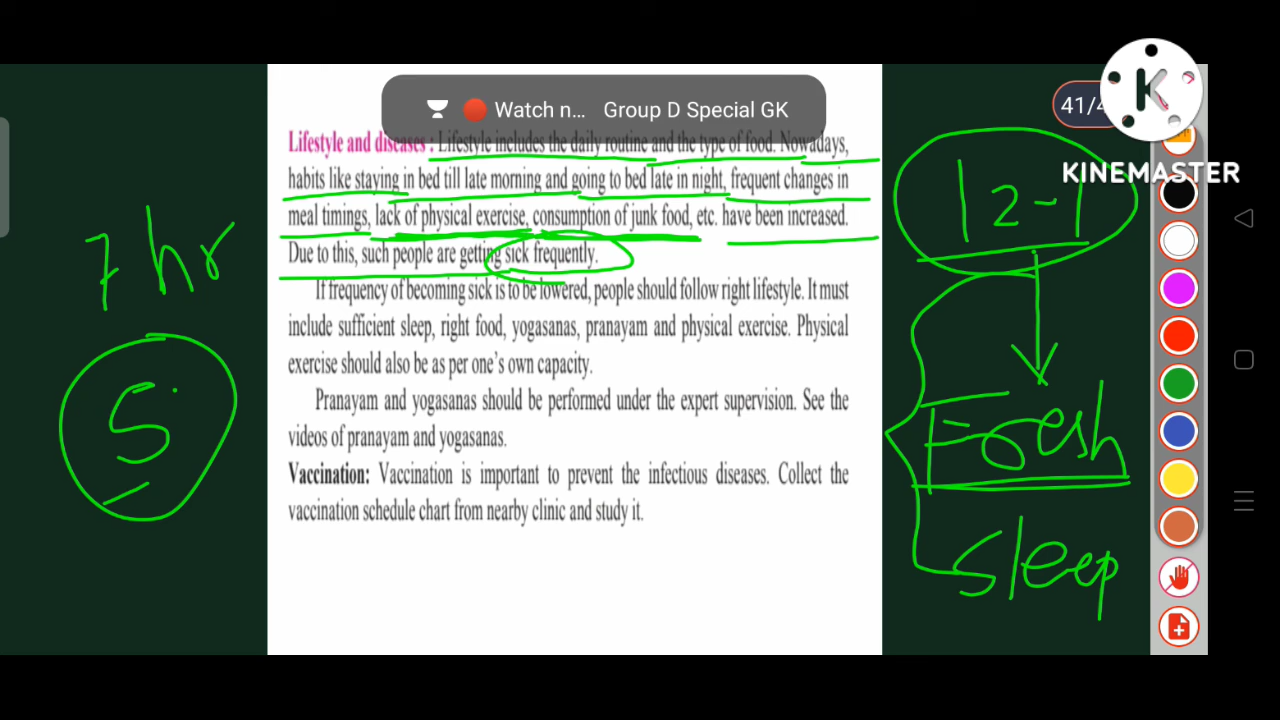 Watch n... Group D Special GK
41/4
KINEMASTER
Lifestyle and diseases : Lifestyle includes the daily routine and the type of food. Nowadays,
habits like staying in bed till late morning and going to bed late in night, frequent changes in
meal timings, lack of physical exercise, consumption of junk food, etc. have been increased.
Due to this, such people are getting sick frequently.
If frequency of becoming sick is to be lowered, people should follow right lifestyle. It must
include sufficient sleep, right food, yogasanas, pranayam and physical exercise. Physical
exercise should also be as per one's own capacity.
Pranayam and yogasanas should be performed under the expert supervision. See the
videos of pranayam and yogasanas.
Vaccination: Vaccination is important to prevent the infectious diseases. Collect the
vaccination schedule chart from nearby clinic and study it.
7 hr
5
12-1
Fresh
sleep